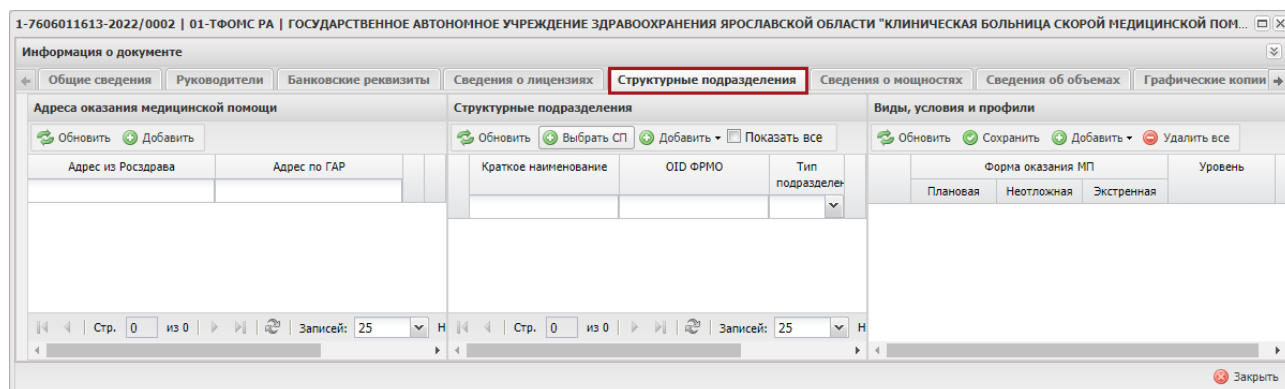 1-7606011613-2022/0002 | 01-ТФОМС РА | ГОСУДАРСТВЕННОЕ АВТОНОМНОЕ УЧРЕЖДЕНИЕ ЗДРАВООХРАНЕНИЯ ЯРОСЛАВСКОЙ ОБЛАСТИ "КЛИНИЧЕСКАЯ БОЛЬНИЦА СКОРОЙ МЕДИЦИНСКОЙ ПОМ...
Информация о документе
Общие сведения Руководители Банковские реквизиты Сведения о лицензиях Структурные подразделения Сведения о мощностях Сведения об объемах Графические копии
Адреса оказания медицинской помощи Структурные подразделения Виды, условия и профили
Обновить Добавить Обновить Выбрать СП Добавить Показать все Обновить Сохранить Добавить Удалить все
Адрес из Росздрава Адрес по ГАР Краткое наименование OID ФРМО Тип Форма оказания МП Уровень
подразделен Плановая Неотложная Экстренная
Стр. 0 из 0 Записей: 25 Н Стр. 0 из 0 Записей: 25 Н
Закрыть